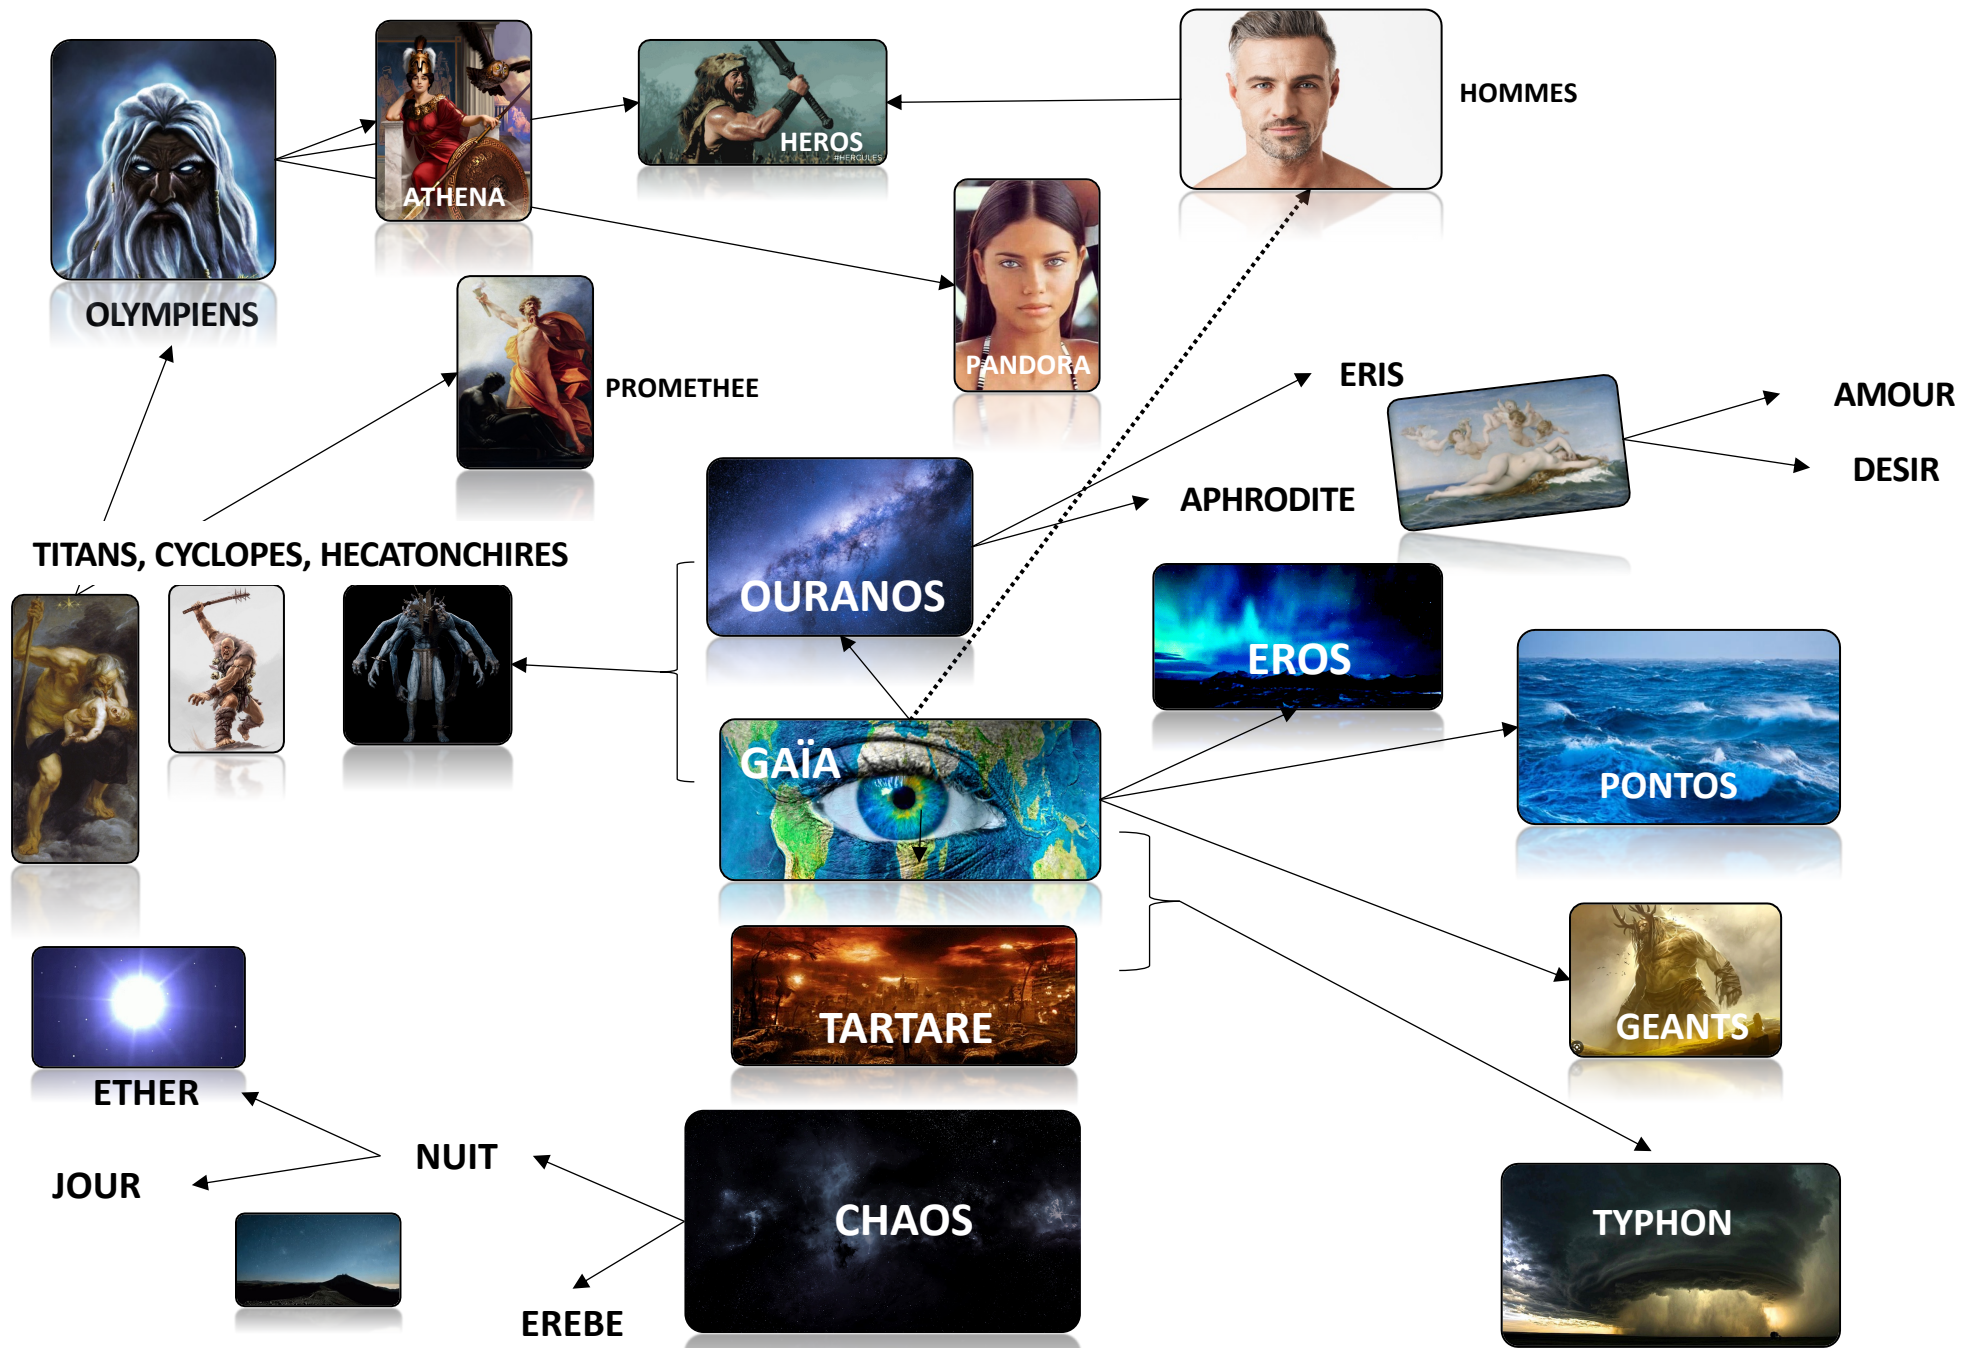 HOMMES
HEROS
#HERCULES
ATHENA
OLYMPIENS
PANDORA
PROMETHEE
ERIS
AMOUR
DESIR
APHRODITE
TITANS, CYCLOPES, HECATONCHIRES
OURANOS
EROS
GAÏA
PONTOS
TARTARE
GEANTS
ETHER
NUIT
JOUR
CHAOS
TYPHON
EREBE